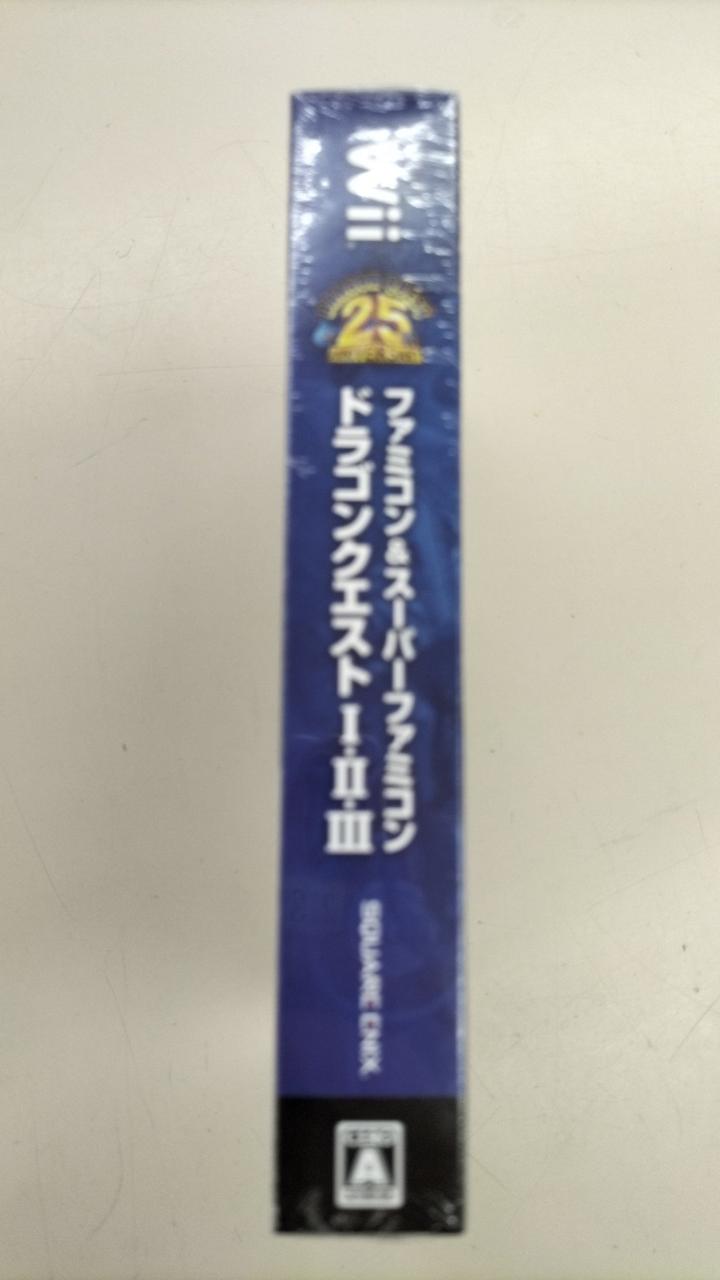 Wii
25
ファミコン&スーパーファミコン
ドラゴンクエストⅠ・Ⅱ・Ⅲ
SQUARE ENIX.
A